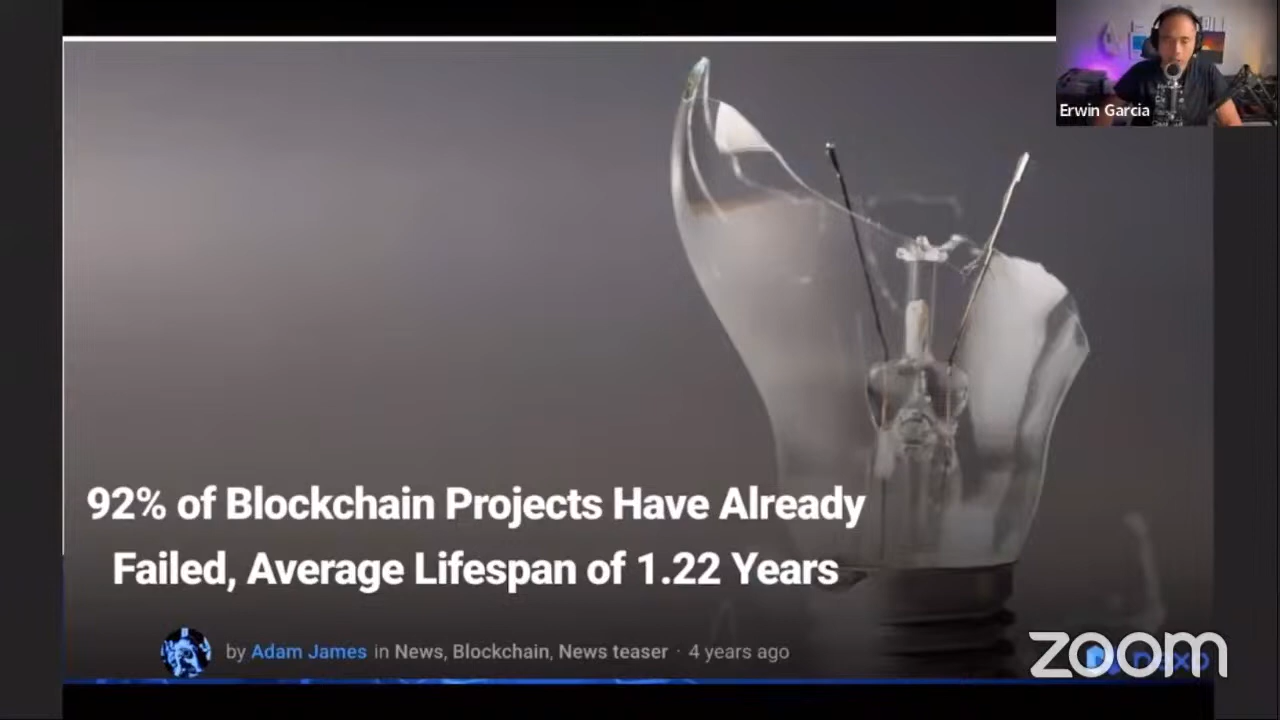 Erwin Garcia
92% of Blockchain Projects Have Already
Failed, Average Lifespan of 1.22 Years
by Adam James in News, Blockchain, News teaser · 4 years ago
zoom